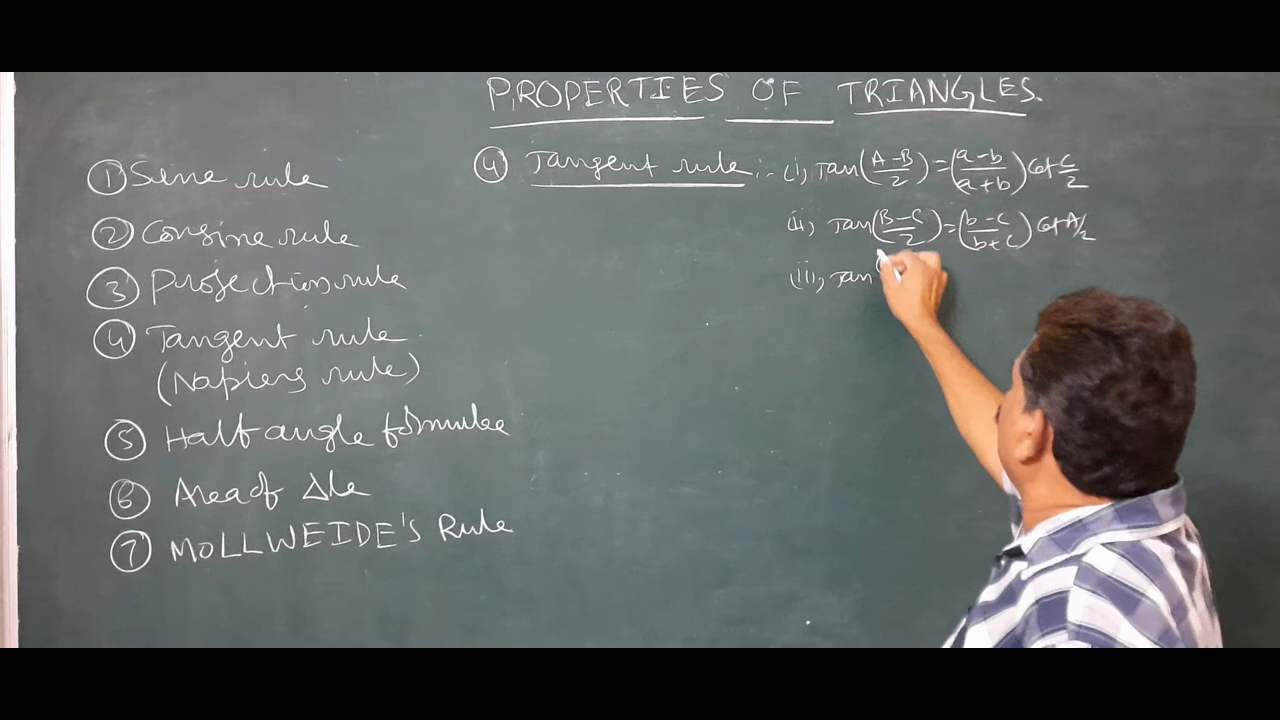 PROPERTIES OF TRIANGLES.
① Sine rule
② Consine rule
③ Projection rule
④ Tangent rule
(Napiers rule)
⑤ Half angle formulae
⑥ Area of Δle
⑦ MOLLWEIDE'S Rule
④ Tangent rule :- (i) Tan((A-B)/2) = ((a-b)/(a+b)) Cot C/2
ii) Tan((B-C)/2) = ((b-c)/(b+c)) Cot A/2
(iii) Tan(